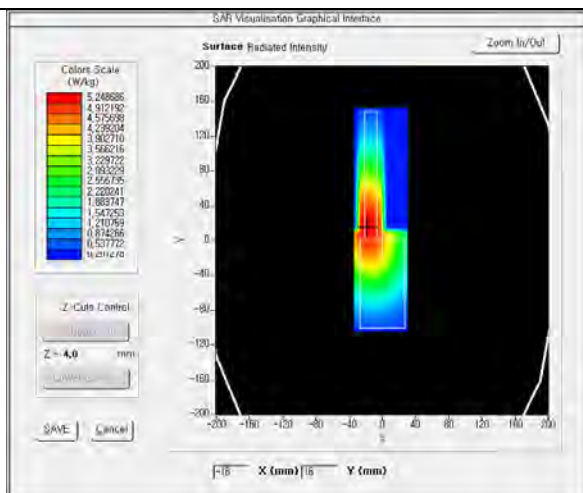 SAR Visualisation Graphical Interface
Surface Radiated Intensity
Zoom In/Out
Colors Scale
(W/kg)
5.248686
4.912192
4.575698
4.239204
3.902710
3.566216
3.229722
2.893229
2.556735
2.220241
1.883747
1.547253
1.210759
0.874266
0.537772
0.201278
200
160
120
80
40
0
-40
-80
-120
-160
-200
Y
-200 -160 -120 -80 -40 0 40 80 120 160 200
X
Z-Cuts Control
Z = 4.0 mm
SAVE
Cancel
-18 X (mm) 16 Y (mm)